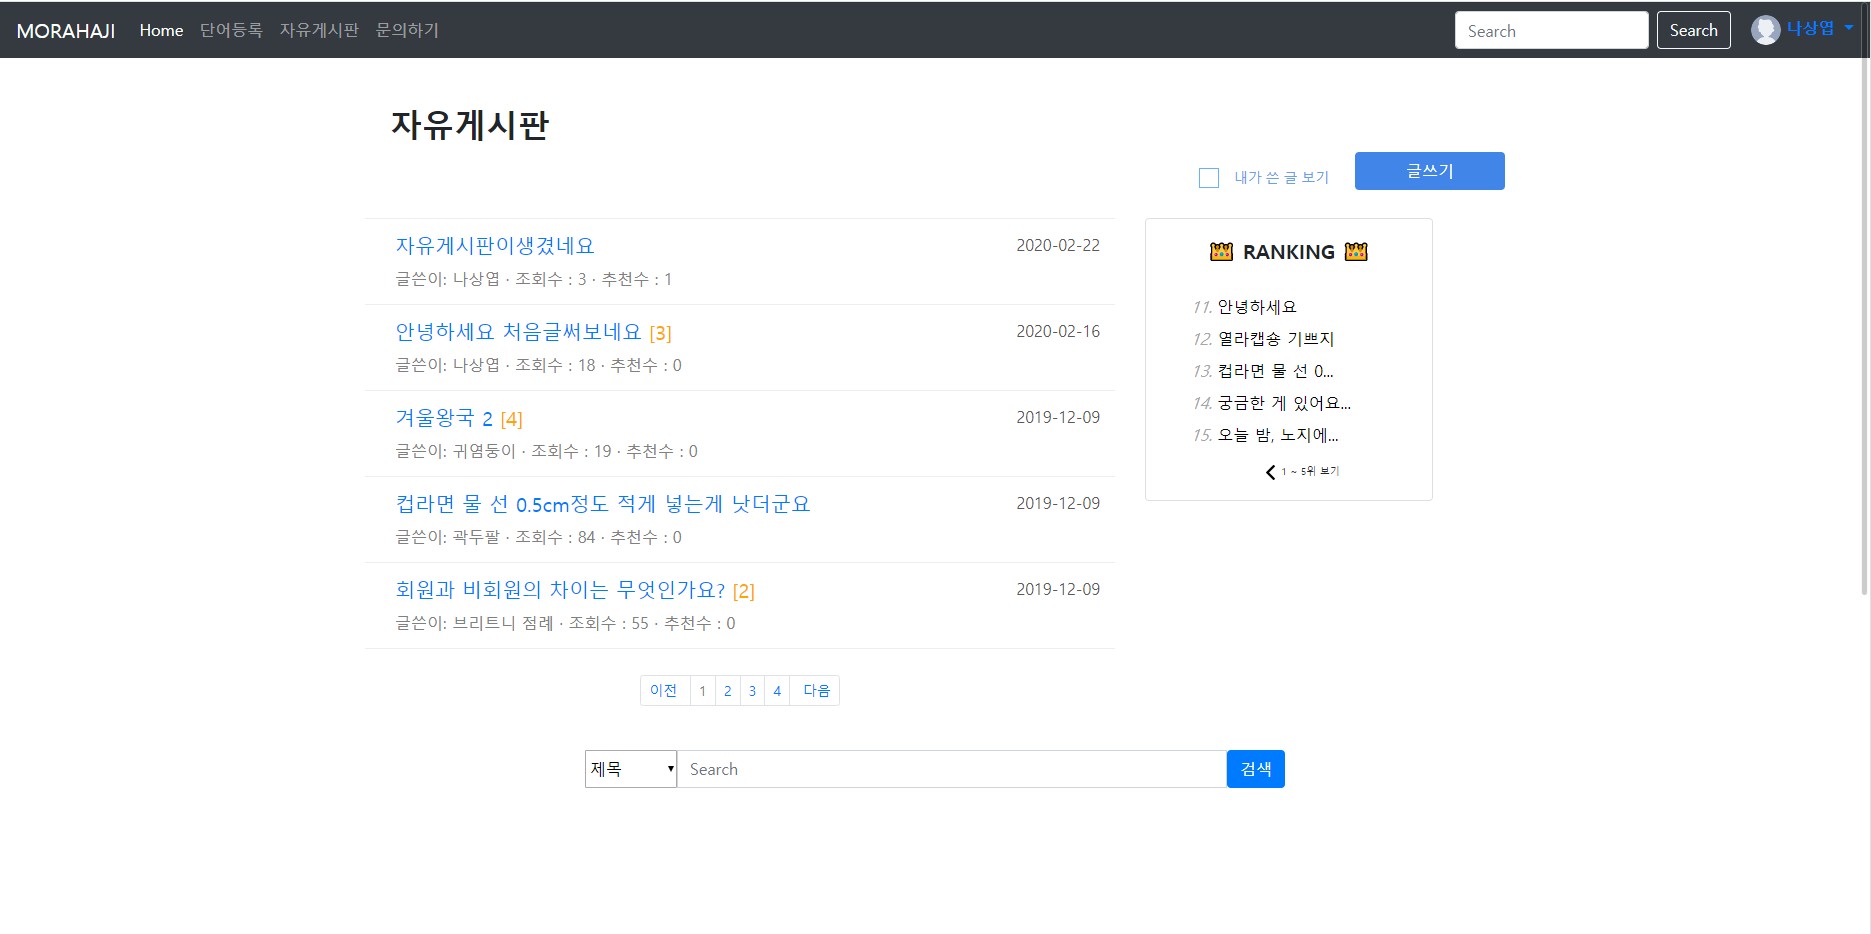 MORAHAJI Home 단어등록 자유게시판 문의하기 Search Search 나상엽
자유게시판
내가 쓴 글 보기 글쓰기
자유게시판이생겼네요 2020-02-22
글쓴이: 나상엽 · 조회수 : 3 · 추천수 : 1
안녕하세요 처음글써보네요 [3] 2020-02-16
글쓴이: 나상엽 · 조회수 : 18 · 추천수 : 0
겨울왕국 2 [4] 2019-12-09
글쓴이: 귀염둥이 · 조회수 : 19 · 추천수 : 0
컵라면 물 선 0.5cm정도 적게 넣는게 낫더군요 2019-12-09
글쓴이: 곽두팔 · 조회수 : 84 · 추천수 : 0
회원과 비회원의 차이는 무엇인가요? [2] 2019-12-09
글쓴이: 브리트니 점례 · 조회수 : 55 · 추천수 : 0
RANKING
11. 안녕하세요
12. 열라캡숑 기쁘지
13. 컵라면 물 선 0...
14. 궁금한 게 있어요...
15. 오늘 밤, 노지에...
1 ~ 5위 보기
이전 1 2 3 4 다음
제목 Search 검색